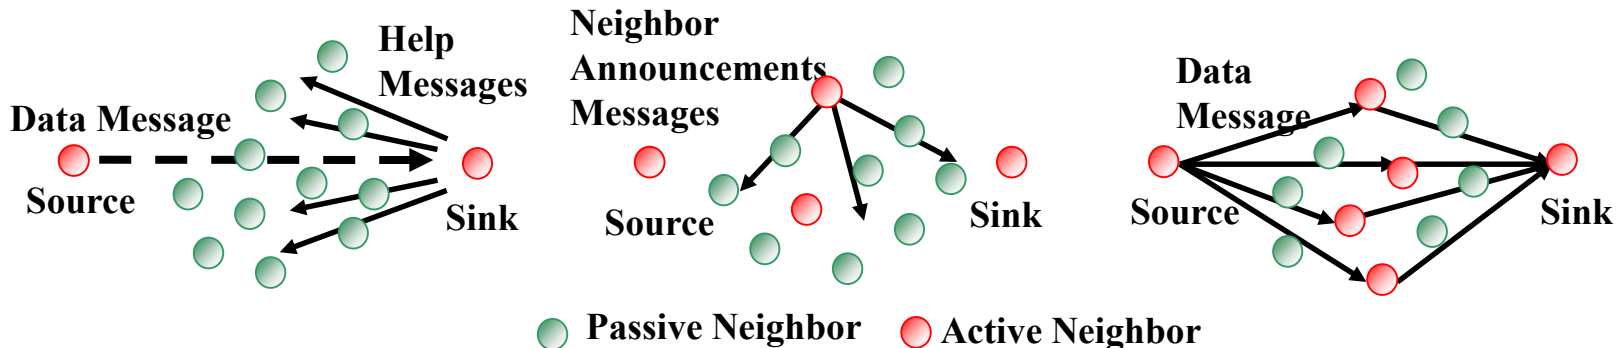 Help
Messages
Data Message
Source
Sink
Neighbor
Announcements
Messages
Source
Sink
Data
Message
Source
Sink
Passive Neighbor
Active Neighbor